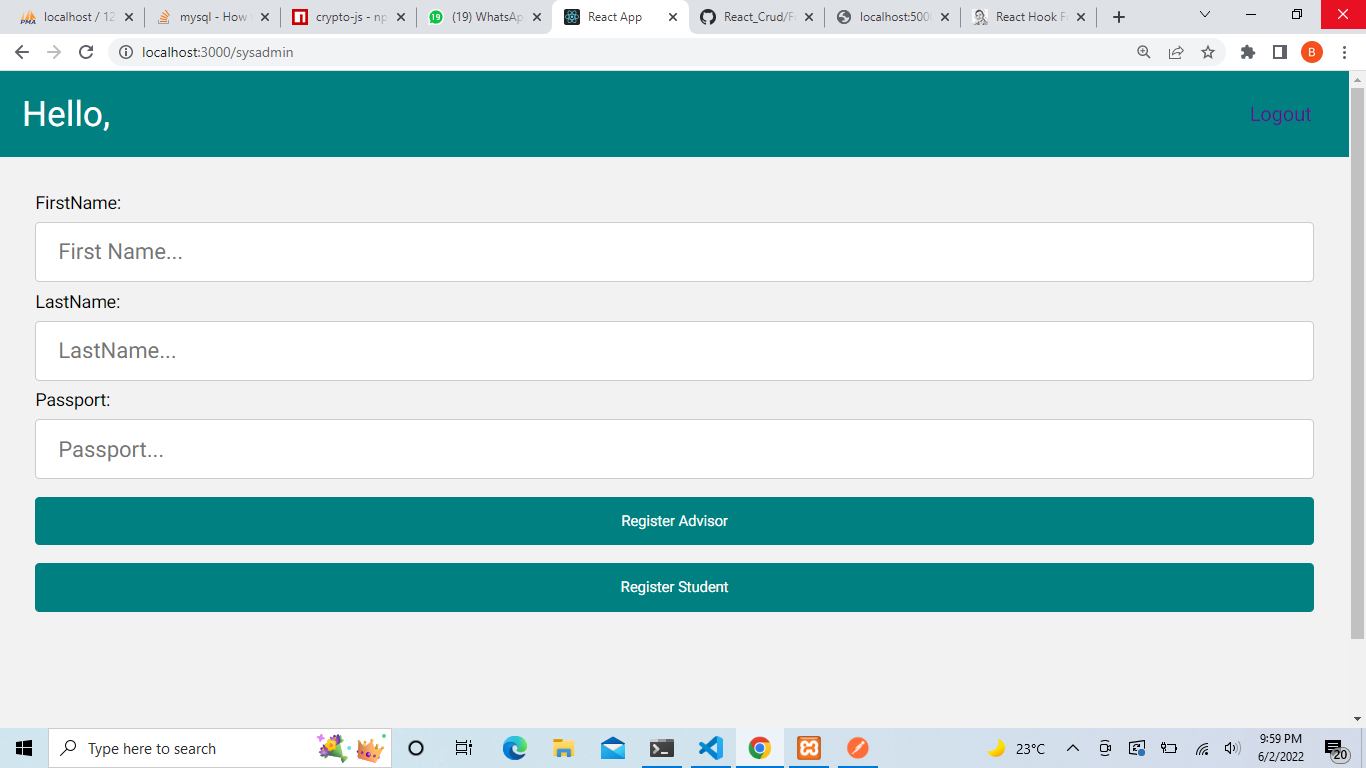 localhost / 12
mysql - How
crypto-js - np
(19) WhatsAp
React App
React_Crud/F
localhost:500
React Hook F
localhost:3000/sysadmin
B
Hello,
Logout
FirstName:
First Name...
LastName:
LastName...
Passport:
Passport...
Register Advisor
Register Student
Type here to search
23°C
9:59 PM
6/2/2022
20